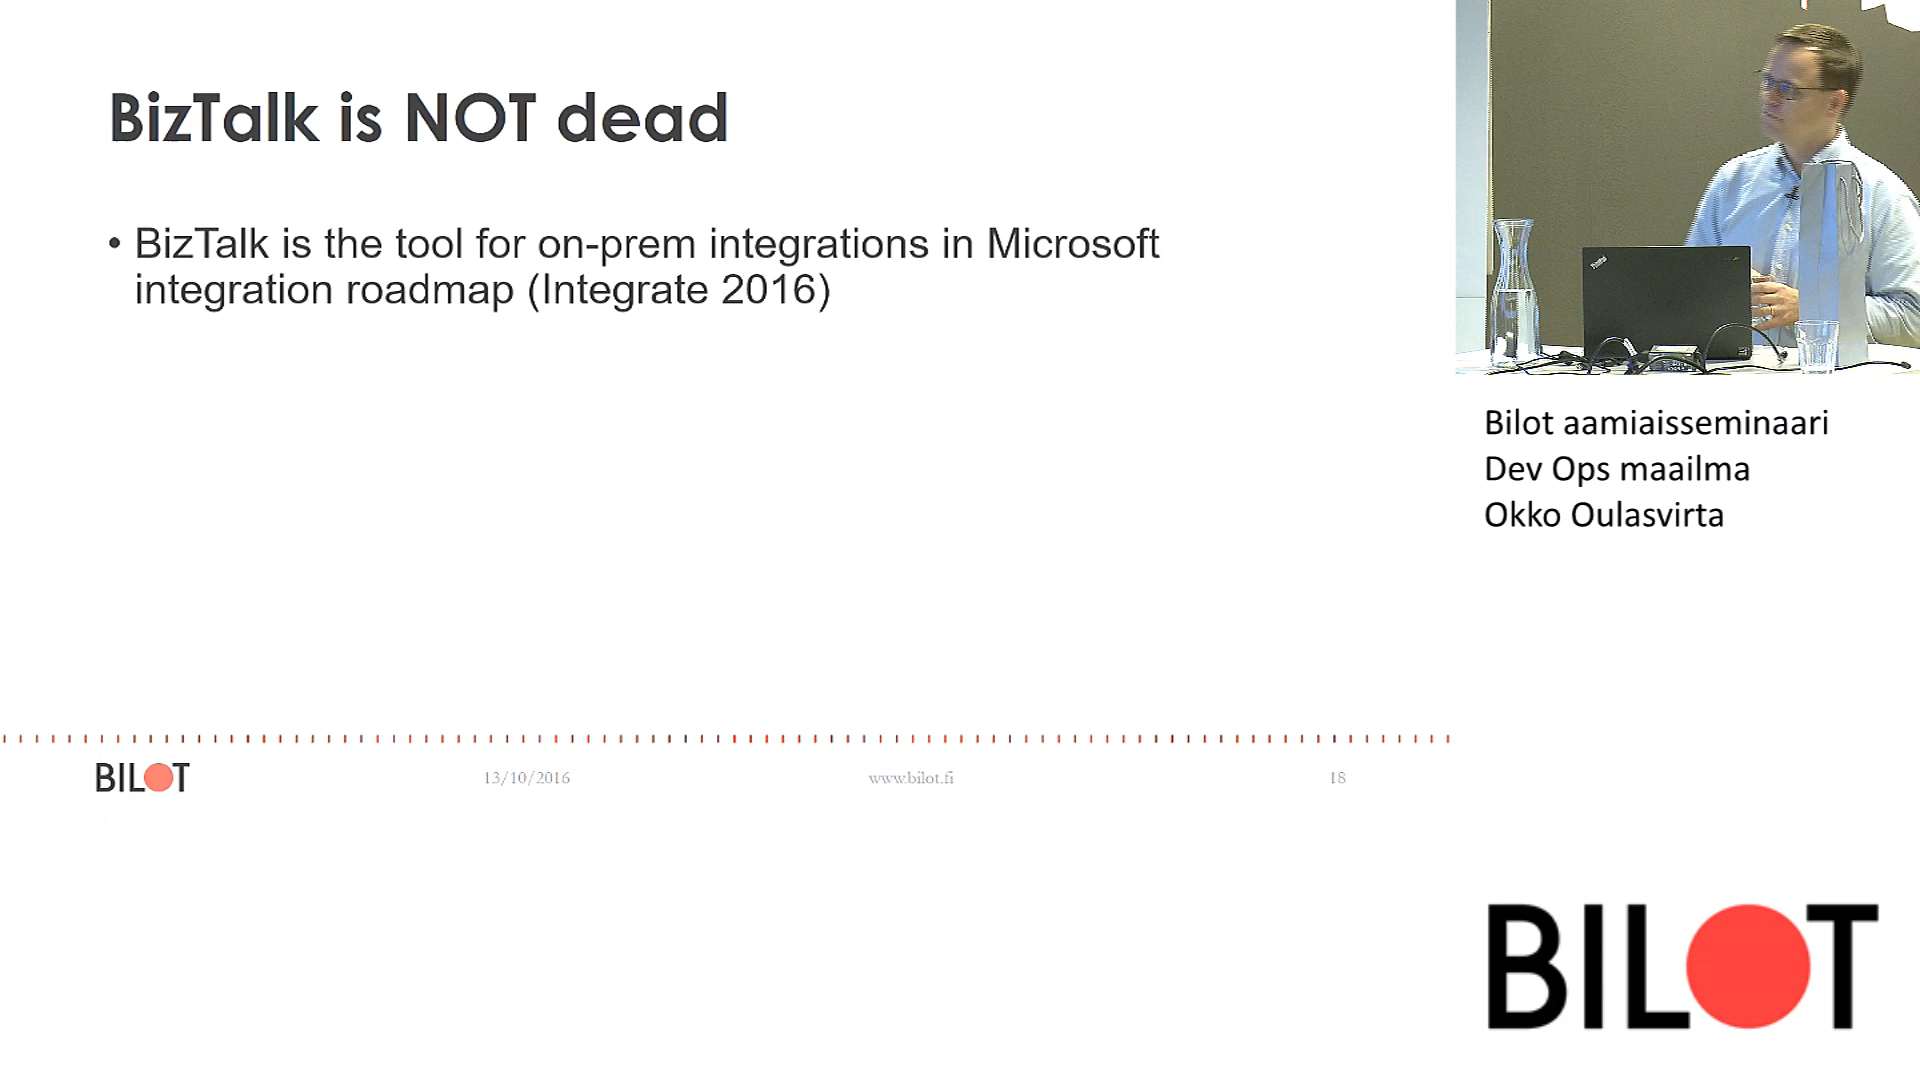 BizTalk is NOT dead
• BizTalk is the tool for on-prem integrations in Microsoft
integration roadmap (Integrate 2016)
BILOT
13/10/2016
www.bilot.fi
18
ThinkPad
Bilot aamiaisseminaari
Dev Ops maailma
Okko Oulasvirta
BILOT